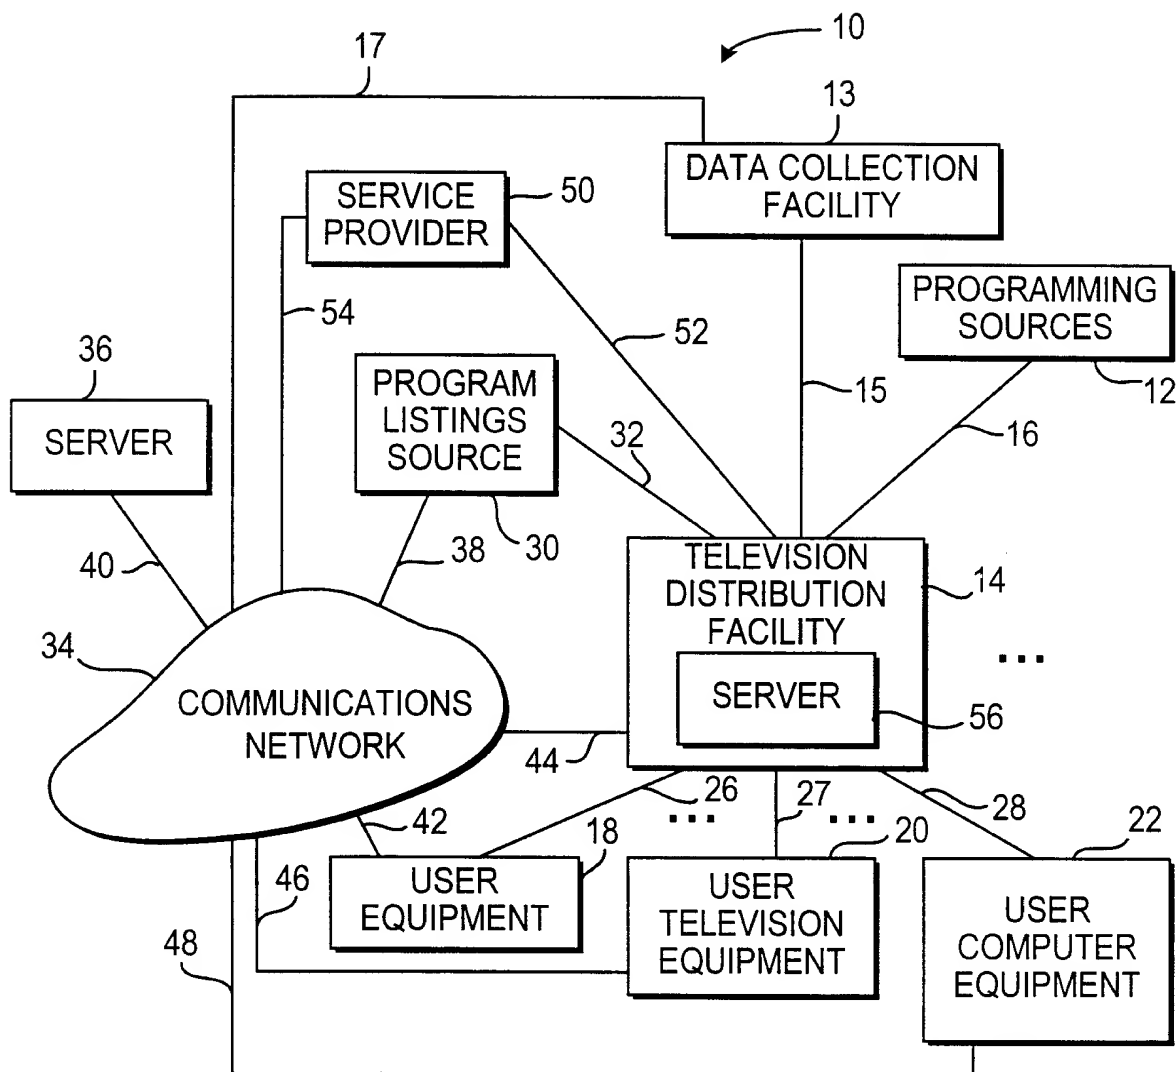 10
17
13
DATA COLLECTION
FACILITY
SERVICE
PROVIDER
50
PROGRAMMING
SOURCES
54
52
36
PROGRAM
LISTINGS
SOURCE
15
12
SERVER
32
16
40
38
30
TELEVISION
DISTRIBUTION
FACILITY
14
34
...
SERVER
56
COMMUNICATIONS
NETWORK
44
26
27
28
...
...
42
18
20
22
USER
EQUIPMENT
46
USER
TELEVISION
EQUIPMENT
USER
COMPUTER
EQUIPMENT
48